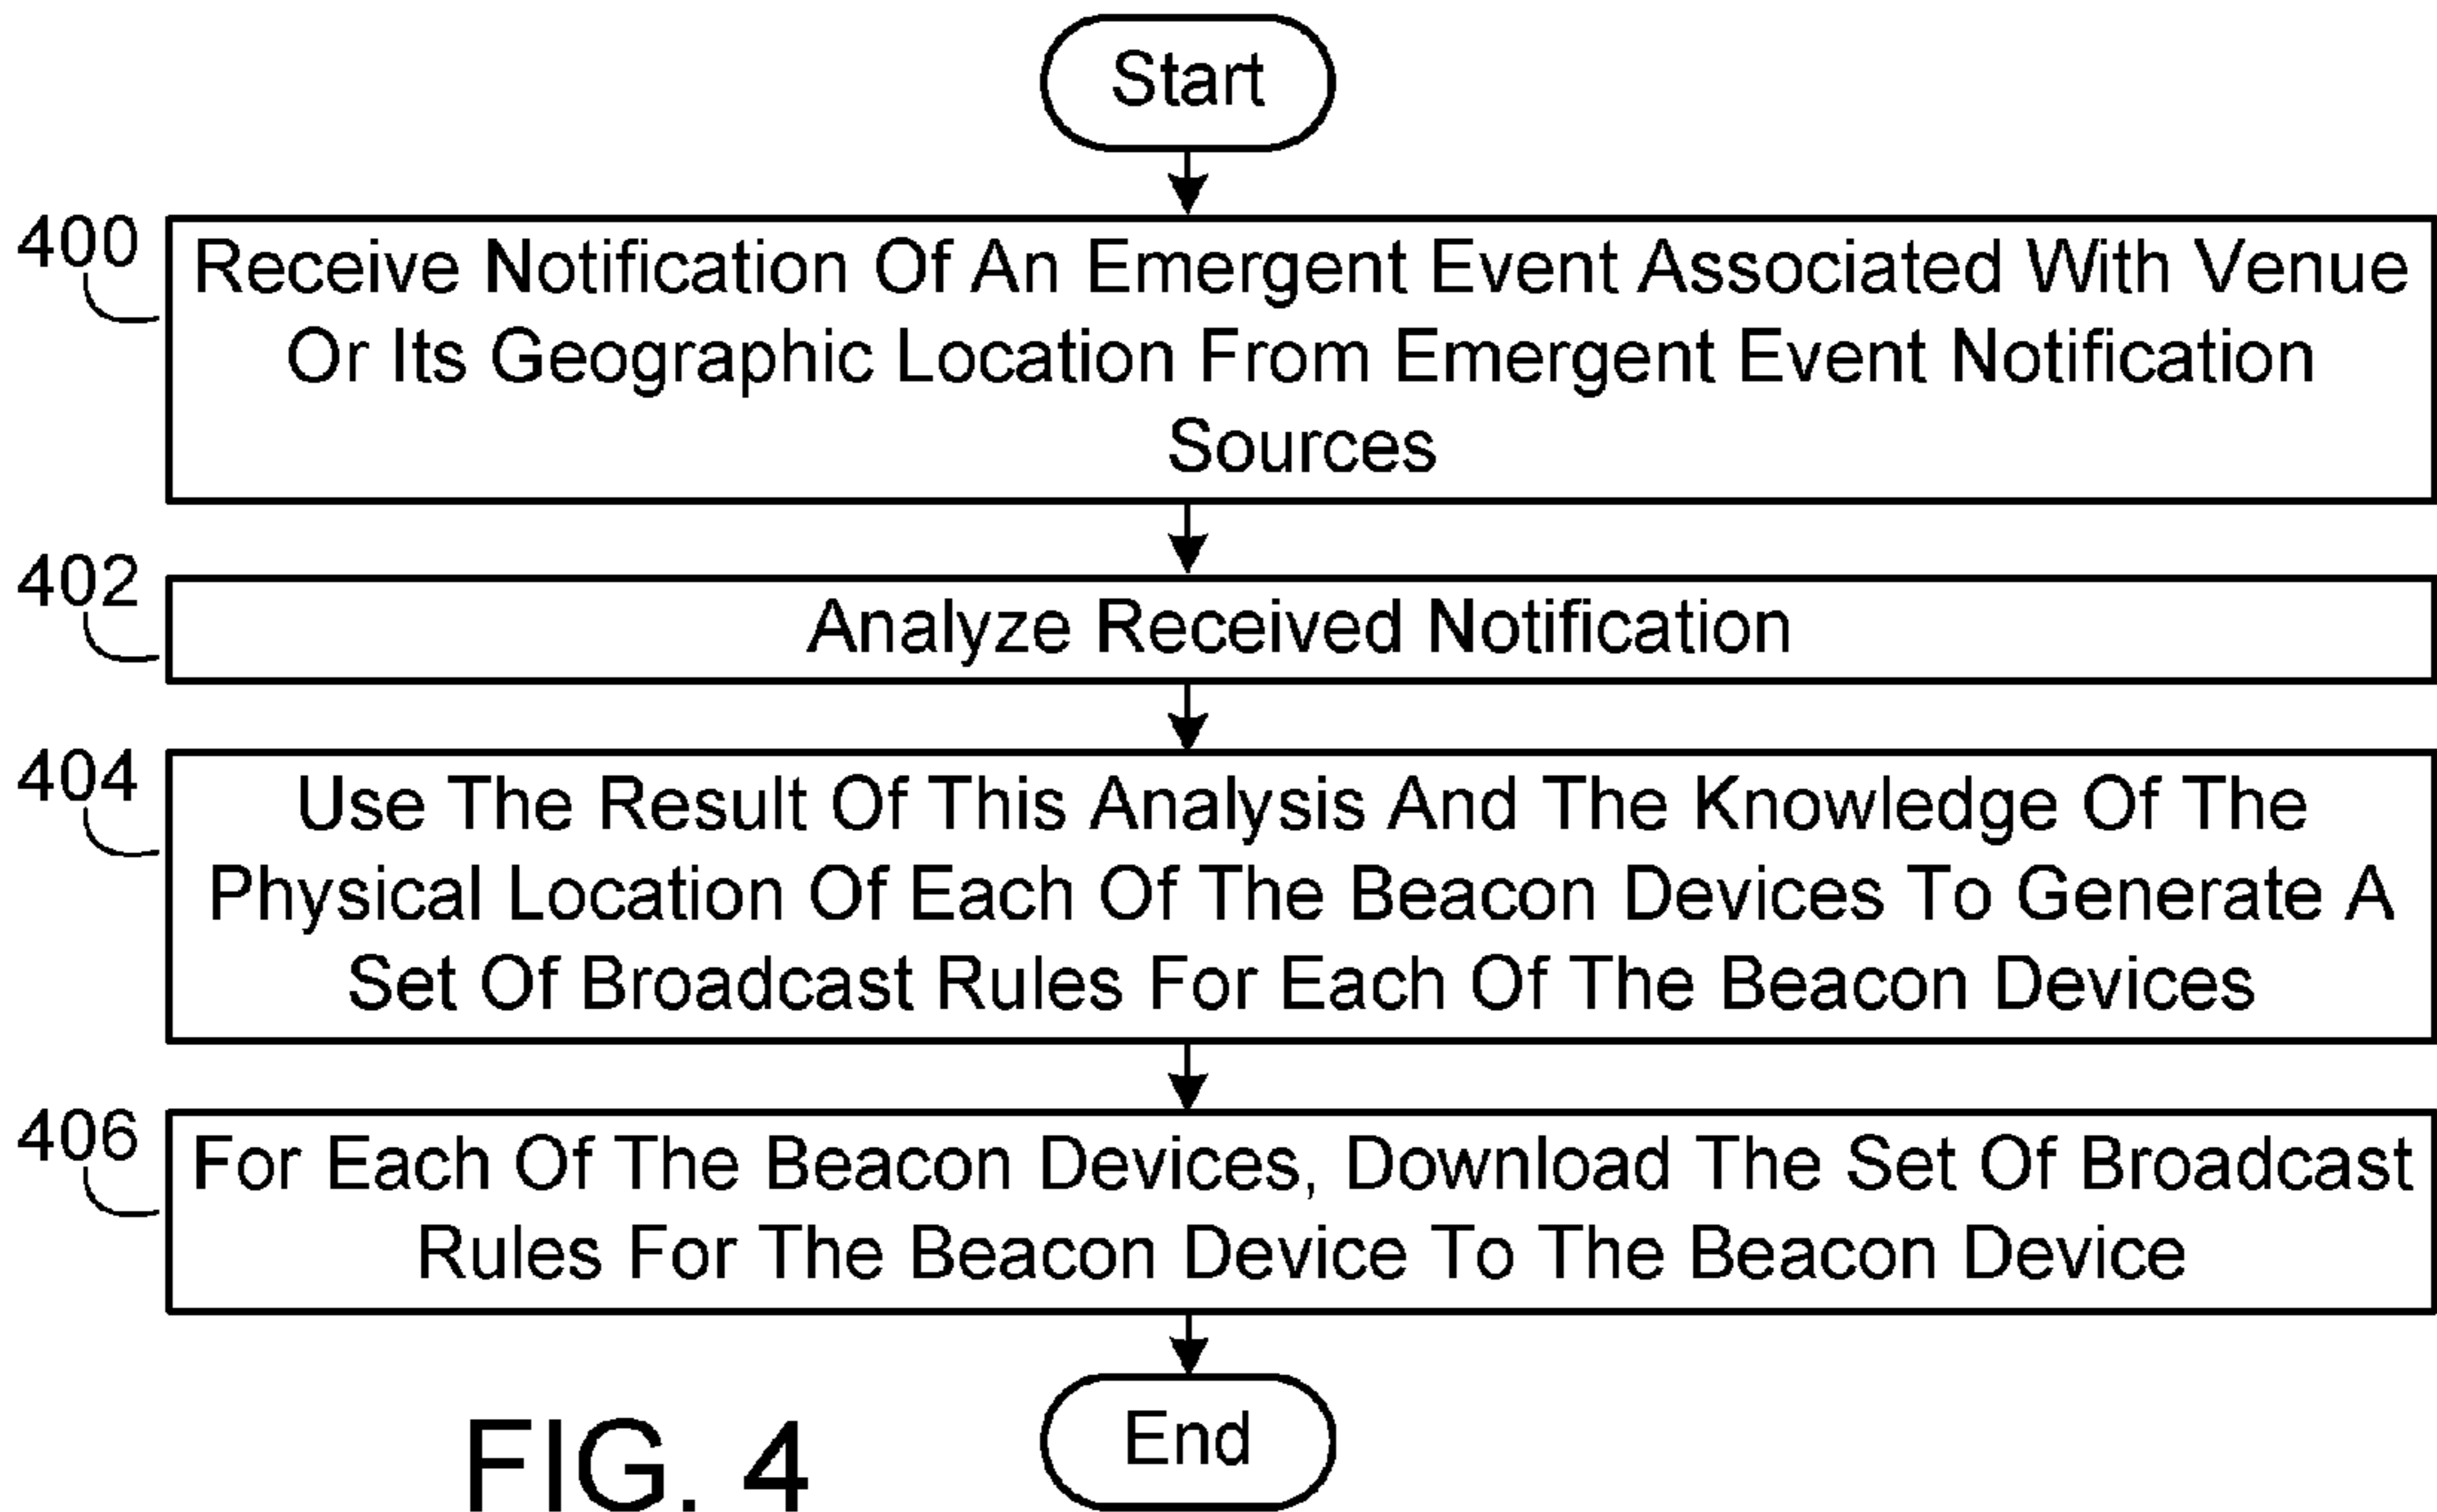 Start
400
Receive Notification Of An Emergent Event Associated With Venue
Or Its Geographic Location From Emergent Event Notification
Sources
402
Analyze Received Notification
404
Use The Result Of This Analysis And The Knowledge Of The
Physical Location Of Each Of The Beacon Devices To Generate A
Set Of Broadcast Rules For Each Of The Beacon Devices
406
For Each Of The Beacon Devices, Download The Set Of Broadcast
Rules For The Beacon Device To The Beacon Device
End
FIG. 4